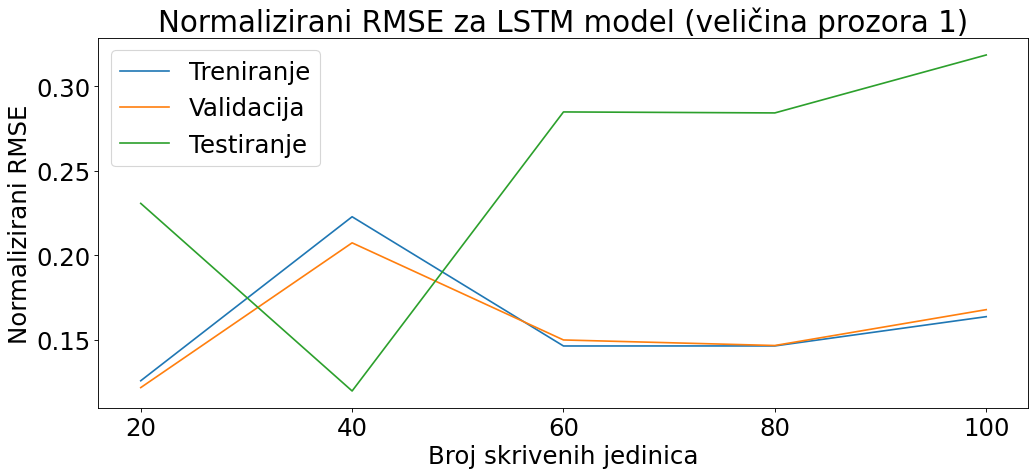 Normalizirani RMSE za LSTM model (veličina prozora 1)
Treniranje
Validacija
Testiranje
Normalizirani RMSE
0.30
0.25
0.20
0.15
20 40 60 80 100
Broj skrivenih jedinica